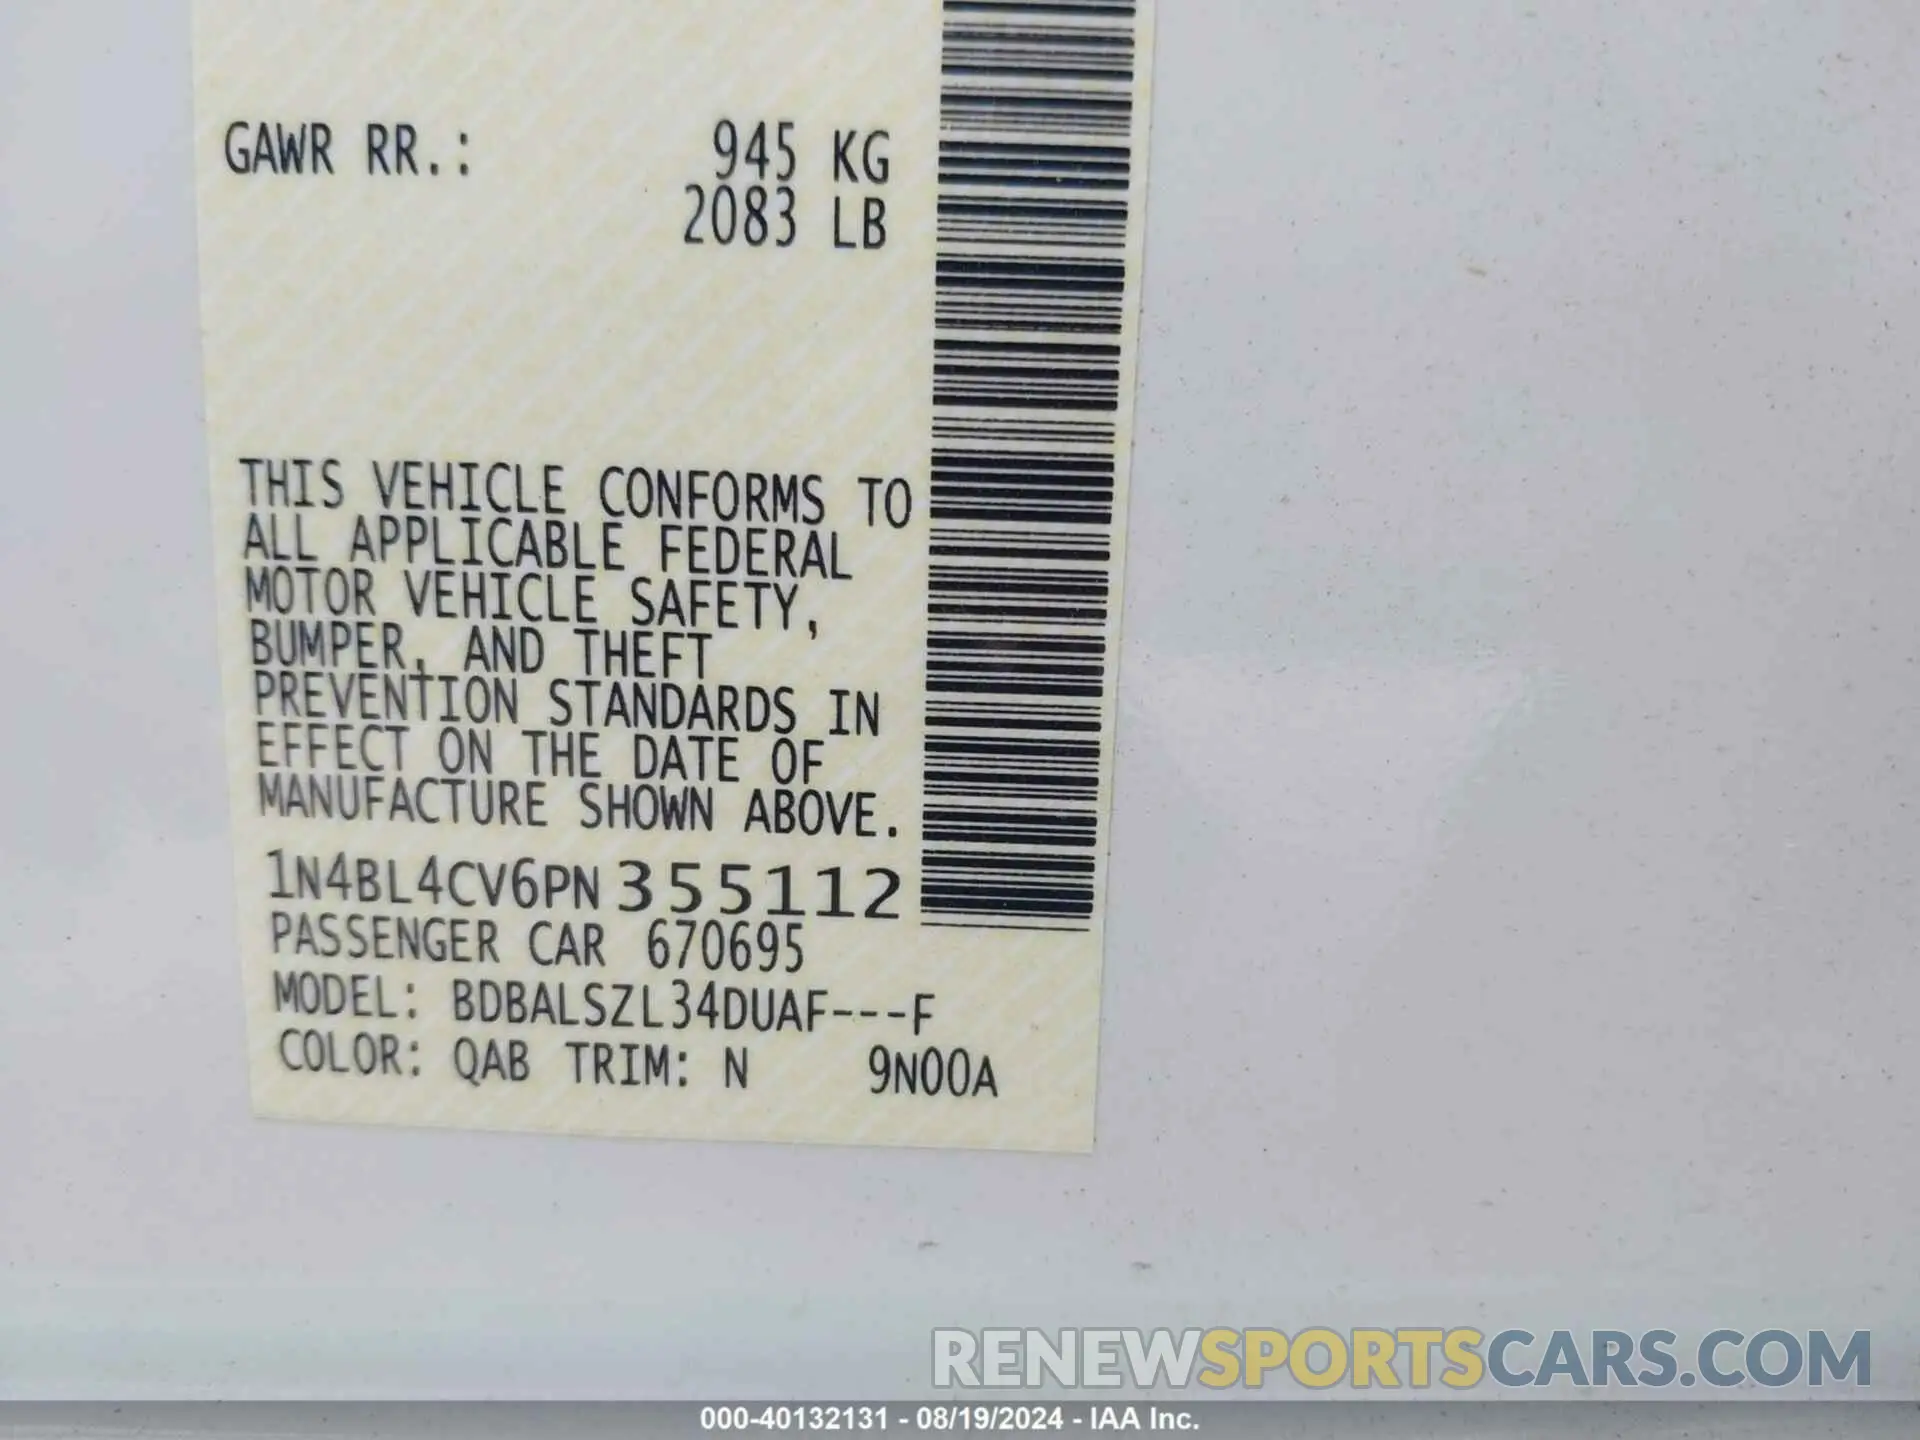 GAWR RR.: 945 KG
2083 LB
THIS VEHICLE CONFORMS TO
ALL APPLICABLE FEDERAL
MOTOR VEHICLE SAFETY,
BUMPER, AND THEFT
PREVENTION STANDARDS IN
EFFECT ON THE DATE OF
MANUFACTURE SHOWN ABOVE.
1N4BL4CV6PN355112
PASSENGER CAR 670695
MODEL: BDBALSZL34DUAF---F
COLOR: QAB TRIM: N 9N00A
RENEWSPORTSCARS.COM
000-40132131 - 08/19/2024 - IAA Inc.